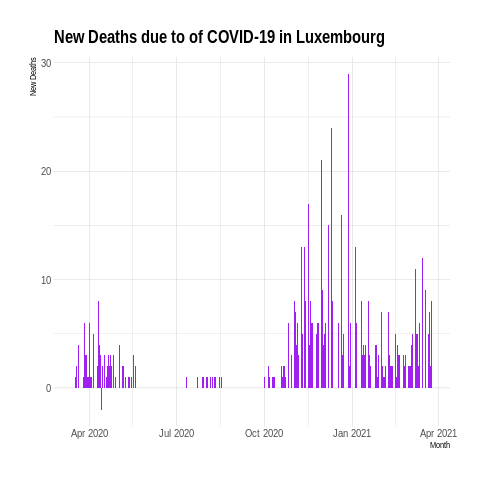 New Deaths due to of COVID-19 in Luxembourg
New Deaths
30
20
10
0
Apr 2020 Jul 2020 Oct 2020 Jan 2021 Apr 2021
Month